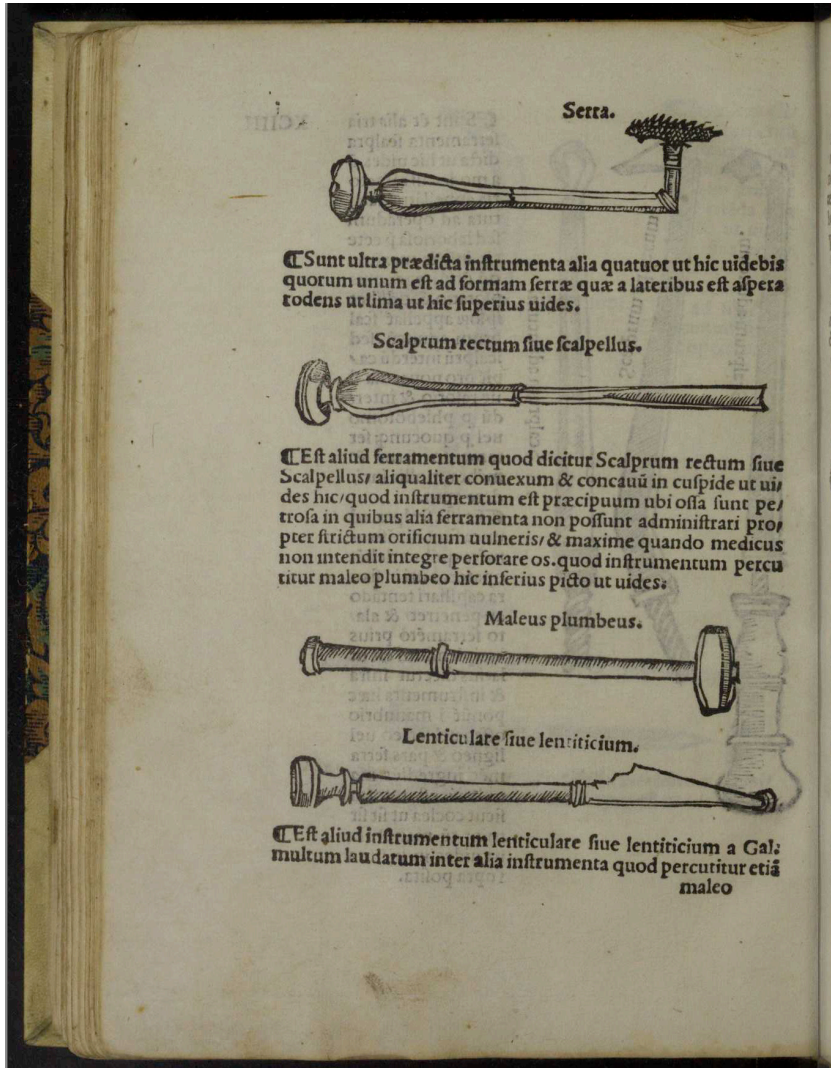 Serra.
⁋Sunt ultra prædicta inſtrumenta alia quatuor ut hic uidebis
quorum unum eſt ad formam ſerræ quæ a lateribus eſt aſpera
rodens ut lima ut hic ſuperius uides.
Scalprum rectum ſiue ſcalpellus.
⁋Eſt aliud ferramentum quod dicitur Scalprum rectum ſiue
Scalpellus/ aliqualiter conuexum & concauū in cuſpide ut ui/
des hic/quod inſtrumentum eſt præcipuum ubi oſſa ſunt pe/
troſa in quibus alia ferramenta non poſſunt adminiſtrari pro/
pter ſtrictum orificium uulneris/& maxime quando medicus
non intendit integre perforare os.quod inſtrumentum percu
titur maleo plumbeo hic inferius picto ut uides:
Maleus plumbeus.
Lenticulare ſiue lentiticium.
⁋Eſt aliud inſtrumentum lenticulare ſiue lentiticium a Gal:
multum laudatum inter alia inſtrumenta quod percutitur etiā
maleo